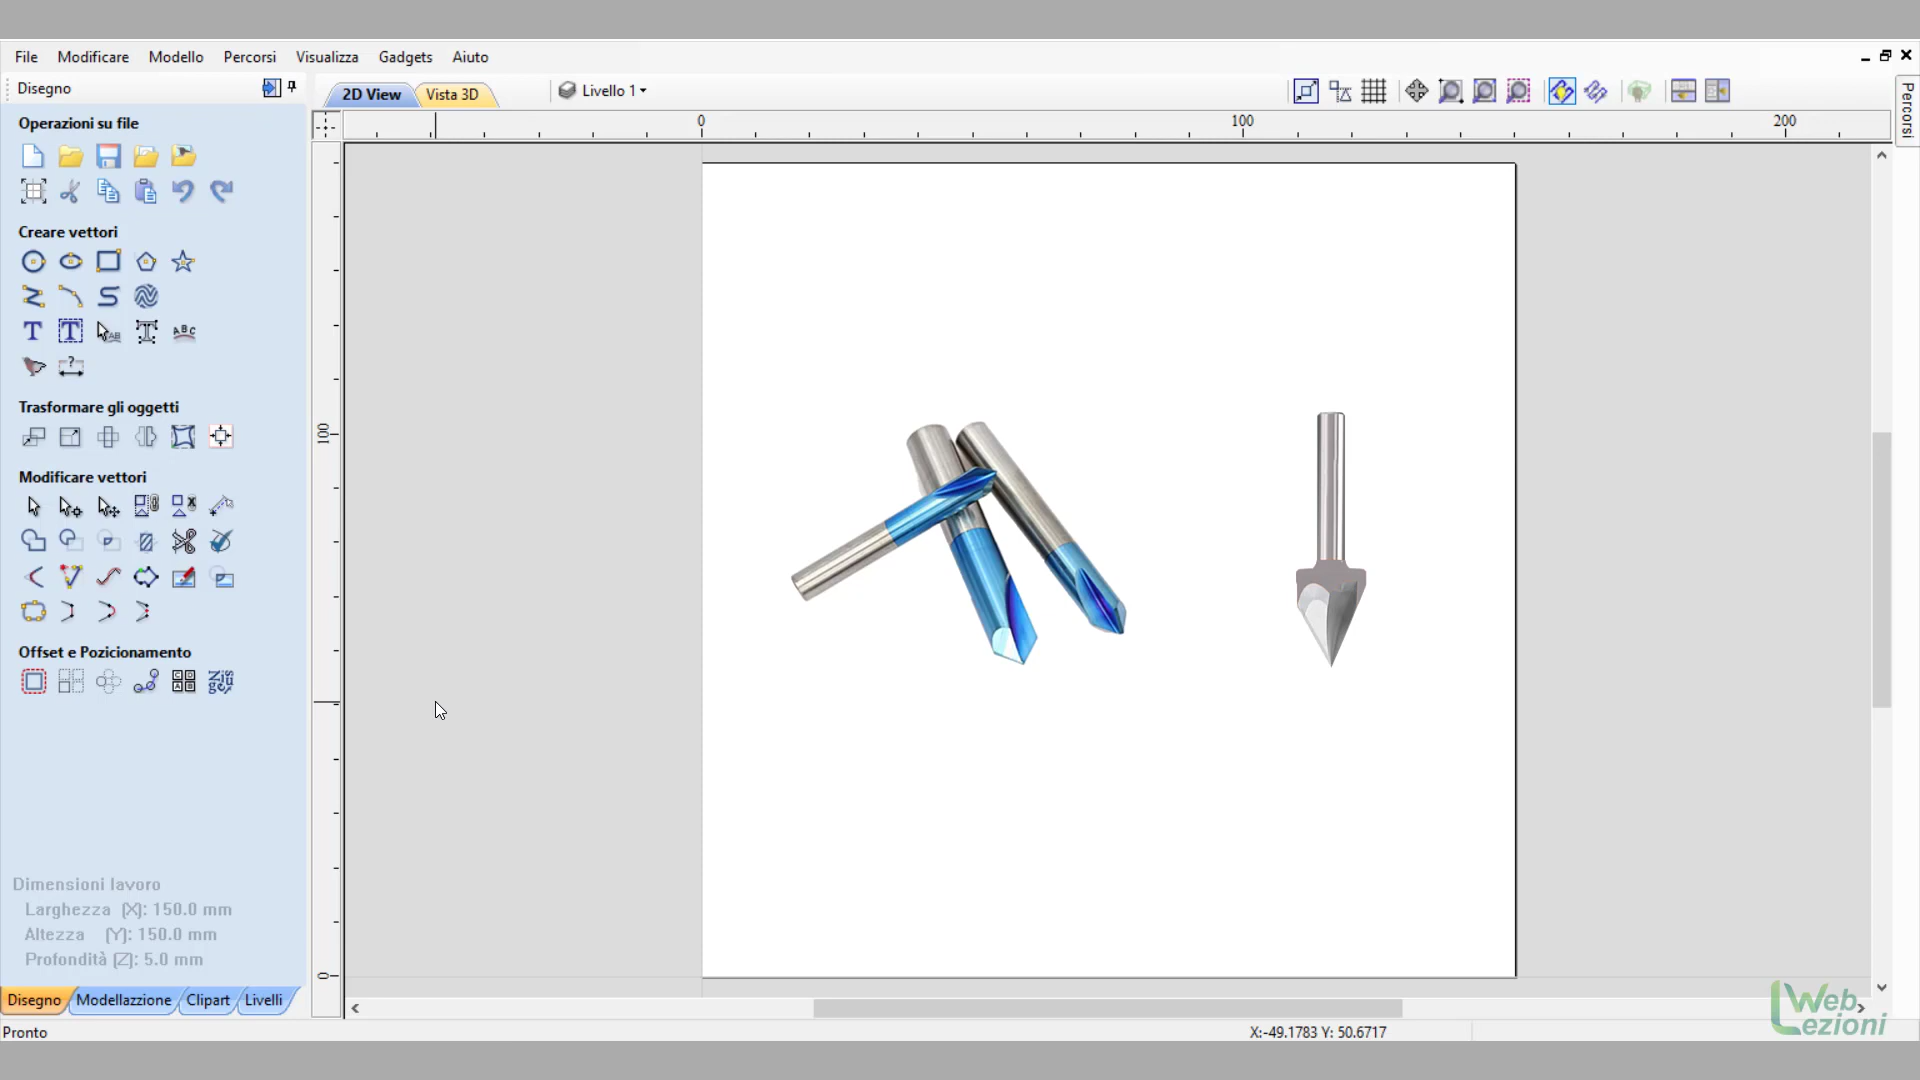 File Modificare Modello Percorsi Visualizza Gadgets Aiuto
Disegno
2D View Vista 3D Livello 1
Percorsi
Operazioni su file
0 100 200
Creare vettori
T T AB T ABC
?
Trasformare gli oggetti
100
Modificare vettori
Offset e Pozicionamento
0
Dimensioni lavoro
Larghezza (X): 150.0 mm
Altezza (Y): 150.0 mm
Profondità (Z): 5.0 mm
Disegno Modellazzione Clipart Livelli
Pronto
X:-49.1783 Y: 50.6717
Web
Lezioni